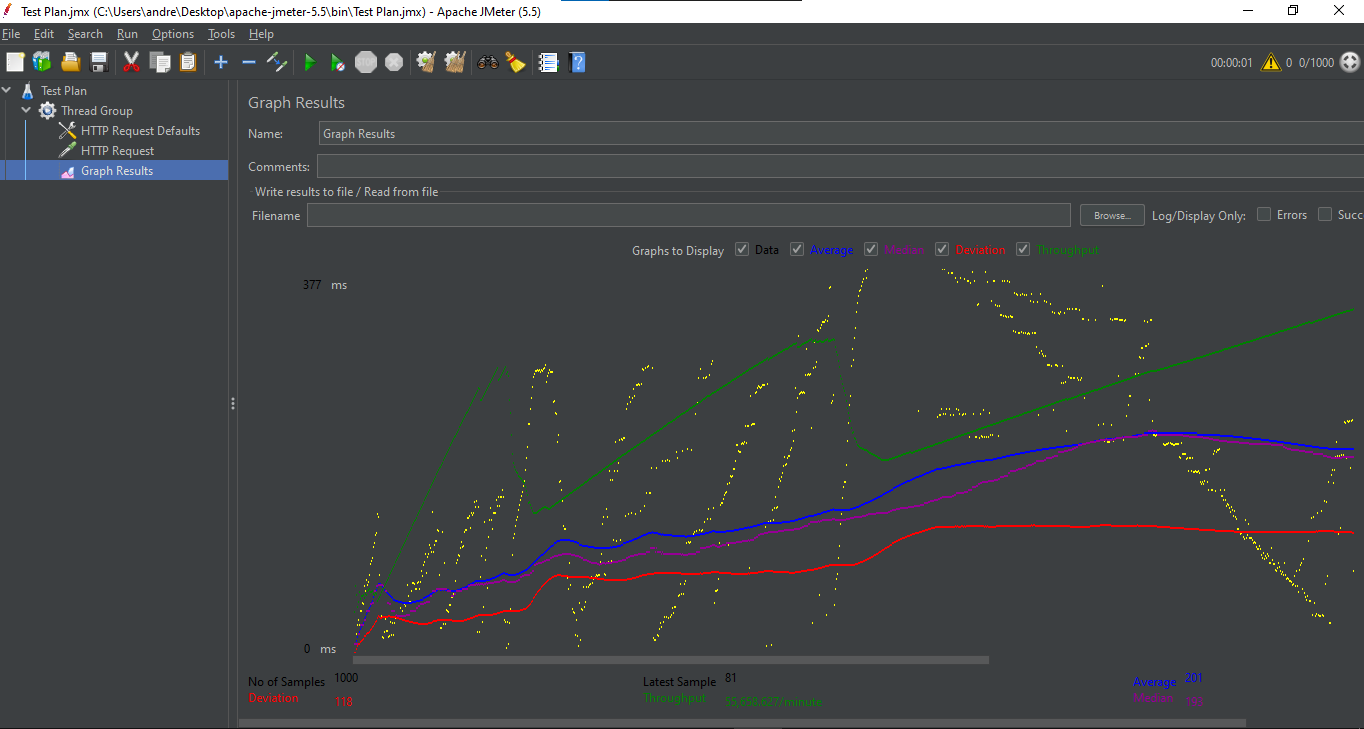 Test Plan.jmx (C:\Users\andre\Desktop\apache-jmeter-5.5\bin\Test Plan.jmx) - Apache JMeter (5.5)
File Edit Search Run Options Tools Help
STOP 00:00:01 0 0/1000
Test Plan
Thread Group
HTTP Request Defaults
HTTP Request
Graph Results
Graph Results
Name: Graph Results
Comments:
Write results to file / Read from file
Filename Browse... Log/Display Only: Errors Succ
Graphs to Display Data Average Median Deviation Throughput
377 ms
0 ms
No of Samples 1000 Latest Sample 81 Average 201
Deviation 118 Throughput 55,658.627/minute Median